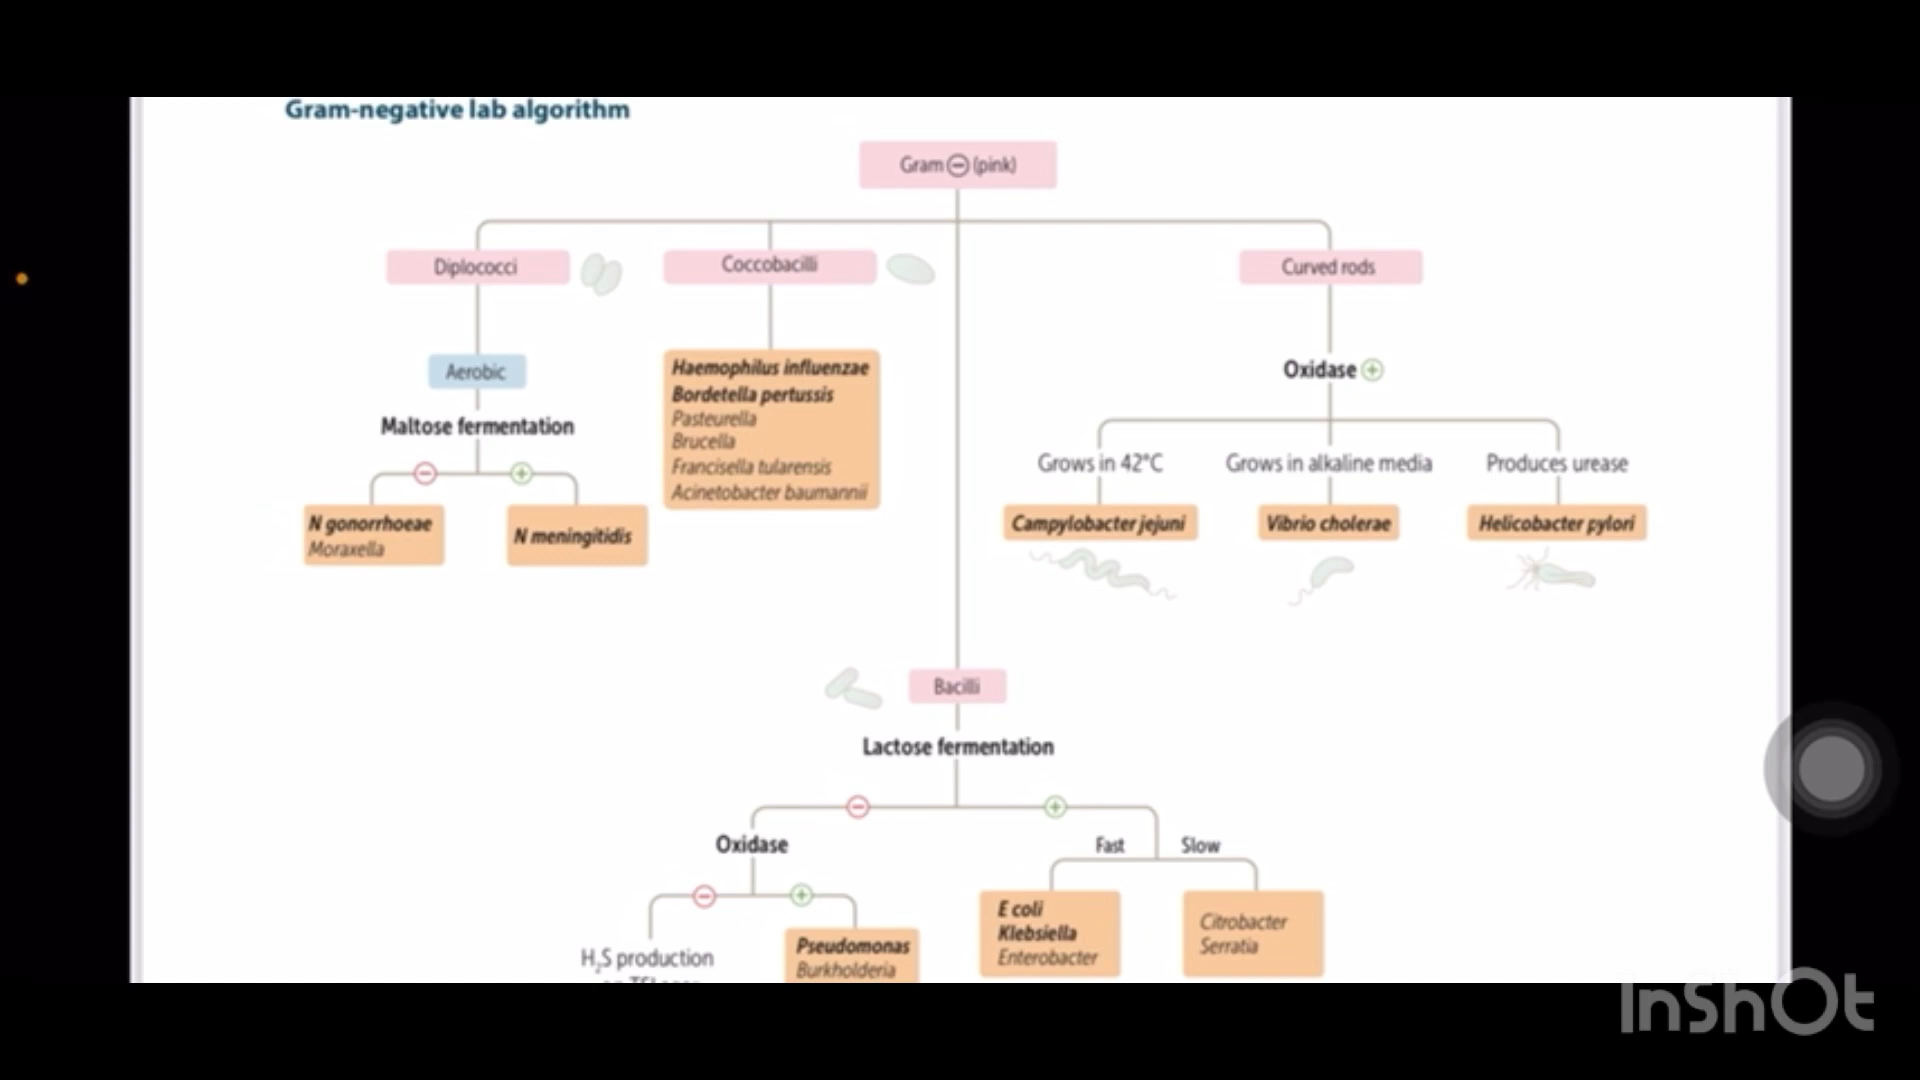 Gram-negative lab algorithm
Gram ⊖ (pink)
Diplococci
Coccobacilli
Curved rods
Aerobic
Maltose fermentation
Haemophilus influenzae
Bordetella pertussis
Pasteurella
Brucella
Francisella tularensis
Acinetobacter baumannii
Oxidase ⊕
Grows in 42°C
Grows in alkaline media
Produces urease
N gonorrhoeae
Moraxella
N meningitidis
Campylobacter jejuni
Vibrio cholerae
Helicobacter pylori
Bacilli
Lactose fermentation
Oxidase
Fast
Slow
H₂S production
Pseudomonas
Burkholderia
E coli
Klebsiella
Enterobacter
Citrobacter
Serratia
InShOt